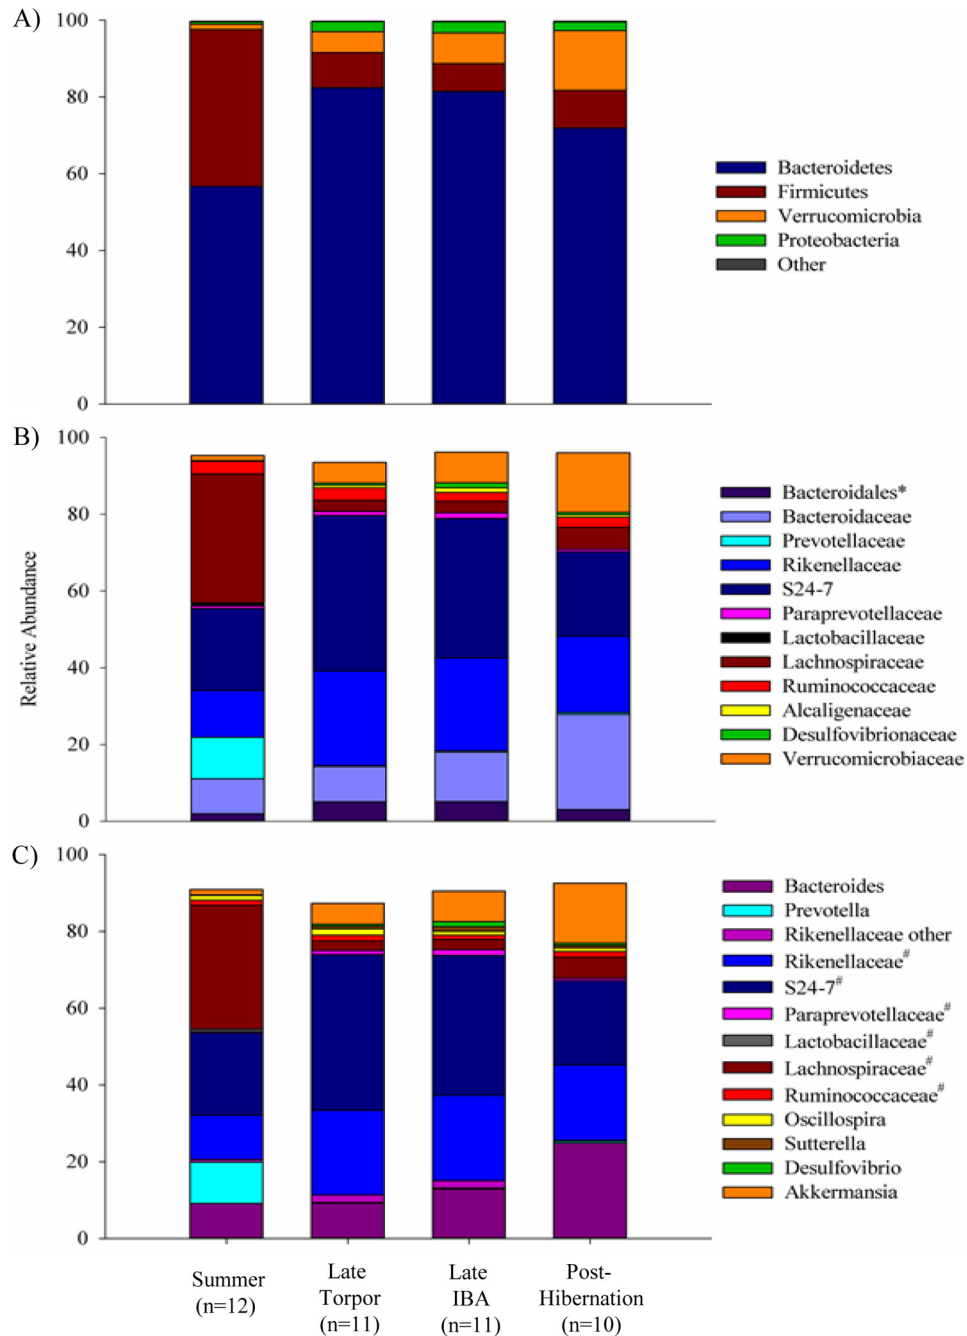 A)
100
80
60
40
20
0
Bacteroidetes
Firmicutes
Verrucomicrobia
Proteobacteria
Other
B)
100
80
60
40
20
0
Relative Abundance
Bacteroidales*
Bacteroidaceae
Prevotellaceae
Rikenellaceae
S24-7
Paraprevotellaceae
Lactobacillaceae
Lachnospiraceae
Ruminococcaceae
Alcaligenaceae
Desulfovibrionaceae
Verrucomicrobiaceae
C)
100
80
60
40
20
0
Bacteroides
Prevotella
Rikenellaceae other
Rikenellaceae#
S24-7#
Paraprevotellaceae#
Lactobacillaceae#
Lachnospiraceae#
Ruminococcaceae#
Oscillospira
Sutterella
Desulfovibrio
Akkermansia
Summer
(n=12)
Late
Torpor
(n=11)
Late
IBA
(n=11)
Post-
Hibernation
(n=10)